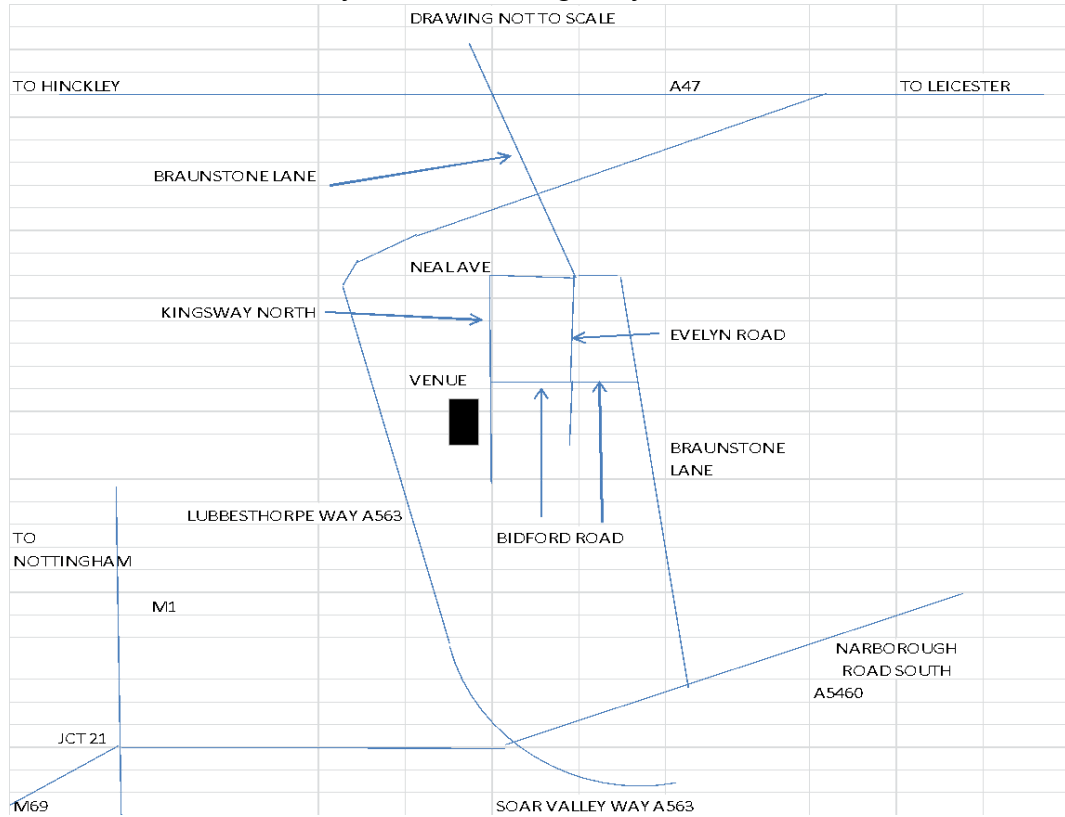 DRAWING NOT TO SCALE
TO HINCKLEY
A47
TO LEICESTER
BRAUNSTONE LANE
NEAL AVE
KINGSWAY NORTH
EVELYN ROAD
VENUE
BRAUNSTONE
LANE
LUBBESTHORPE WAY A563
BIDFORD ROAD
TO
NOTTINGHAM
M1
NARBOROUGH
ROAD SOUTH
A5460
JCT 21
M69
SOAR VALLEY WAY A563